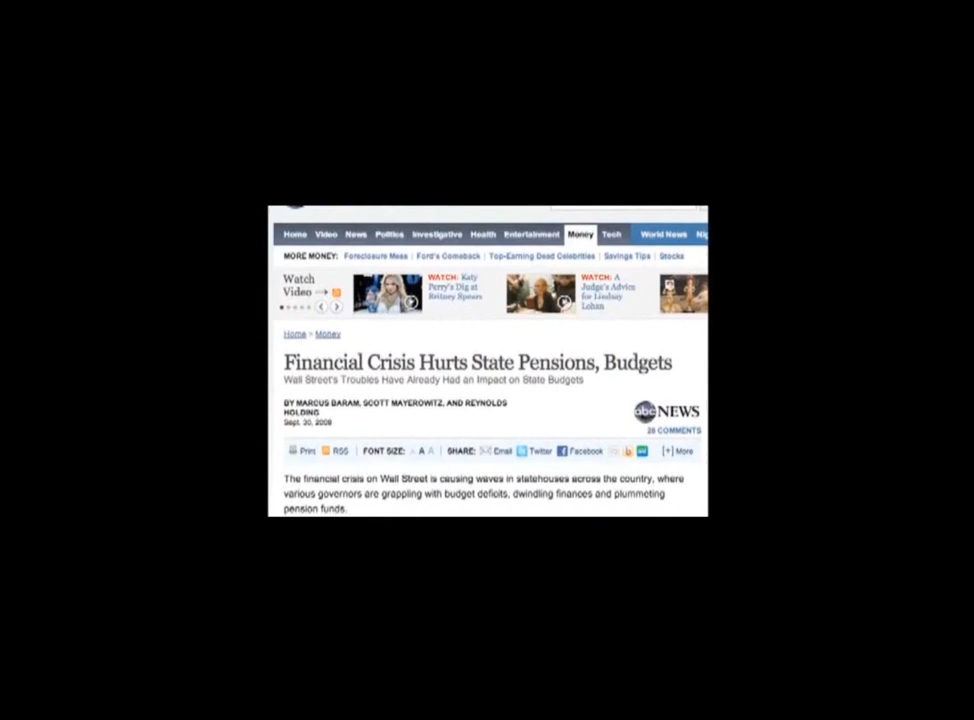 Home Video News Politics Investigative Health Entertainment Money Tech World News
MORE MONEY: Foreclosure Mess | Ford's Comeback | Top-Earning Dead Celebrities | Savings Tips | Stocks
Watch
Video →
WATCH: Katy
Perry's Dig at
Britney Spears
WATCH: A
Judge's Advice
for Lindsay
Lohan
Home > Money
Financial Crisis Hurts State Pensions, Budgets
Wall Street's Troubles Have Already Had an Impact on State Budgets
BY MARCUS BARAM, SCOTT MAYEROWITZ, AND REYNOLDS
HOLDING
Sept. 30, 2008
abc NEWS
28 COMMENTS
Print RSS | FONT SIZE: A A A | SHARE: Email Twitter Facebook [+] More
The financial crisis on Wall Street is causing waves in statehouses across the country, where
various governors are grappling with budget deficits, dwindling finances and plummeting
pension funds.